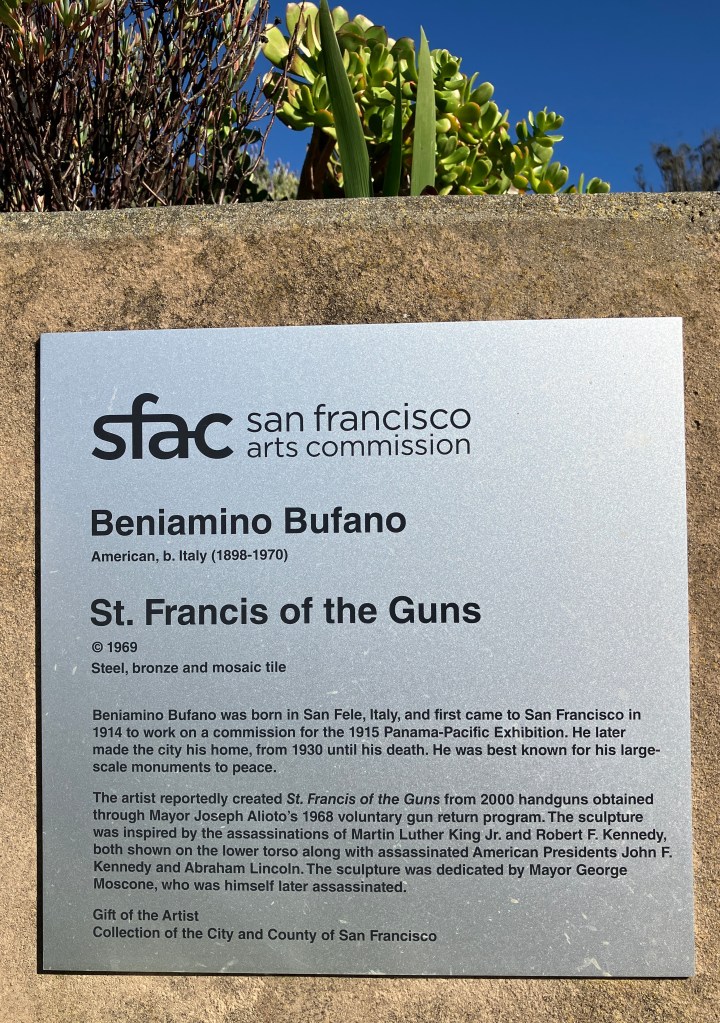 sfac san francisco
arts commission
Beniamino Bufano
American, b. Italy (1898-1970)
St. Francis of the Guns
© 1969
Steel, bronze and mosaic tile
Beniamino Bufano was born in San Fele, Italy, and first came to San Francisco in
1914 to work on a commission for the 1915 Panama-Pacific Exhibition. He later
made the city his home, from 1930 until his death. He was best known for his large-
scale monuments to peace.
The artist reportedly created St. Francis of the Guns from 2000 handguns obtained
through Mayor Joseph Alioto's 1968 voluntary gun return program. The sculpture
was inspired by the assassinations of Martin Luther King Jr. and Robert F. Kennedy,
both shown on the lower torso along with assassinated American Presidents John F.
Kennedy and Abraham Lincoln. The sculpture was dedicated by Mayor George
Moscone, who was himself later assassinated.
Gift of the Artist
Collection of the City and County of San Francisco